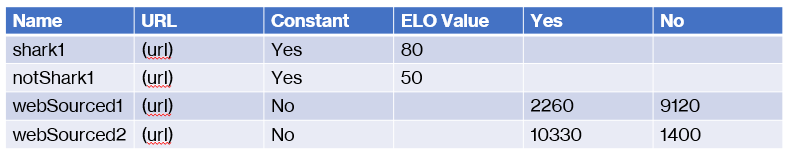 Name URL Constant ELO Value Yes No
shark1 (url) Yes 80
notShark1 (url) Yes 50
webSourced1 (url) No 2260 9120
webSourced2 (url) No 10330 1400